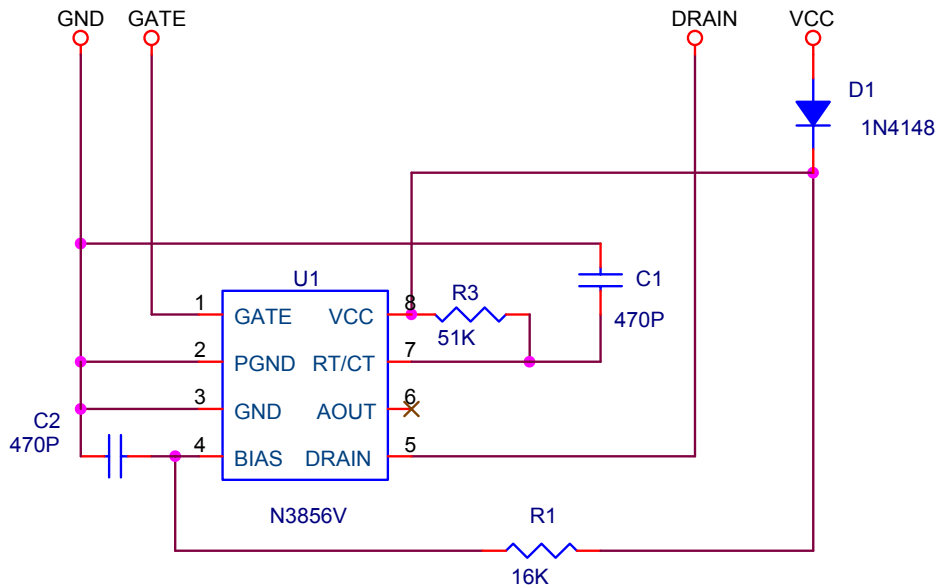 GND GATE DRAIN VCC
D1
1N4148
U1
C1
470P
R3
51K
1 GATE VCC 8
2 PGND RT/CT 7
3 GND AOUT 6
4 BIAS DRAIN 5
C2
470P
N3856V
R1
16K